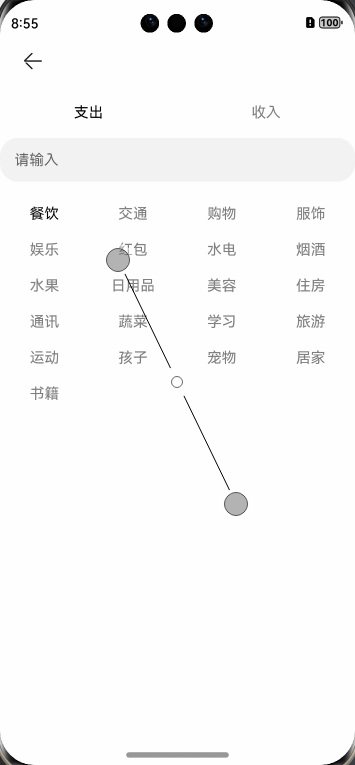 8:55 100
支出 收入
请输入
餐饮 交通 购物 服饰
娱乐 红包 水电 烟酒
水果 日用品 美容 住房
通讯 蔬菜 学习 旅游
运动 孩子 宠物 居家
书籍